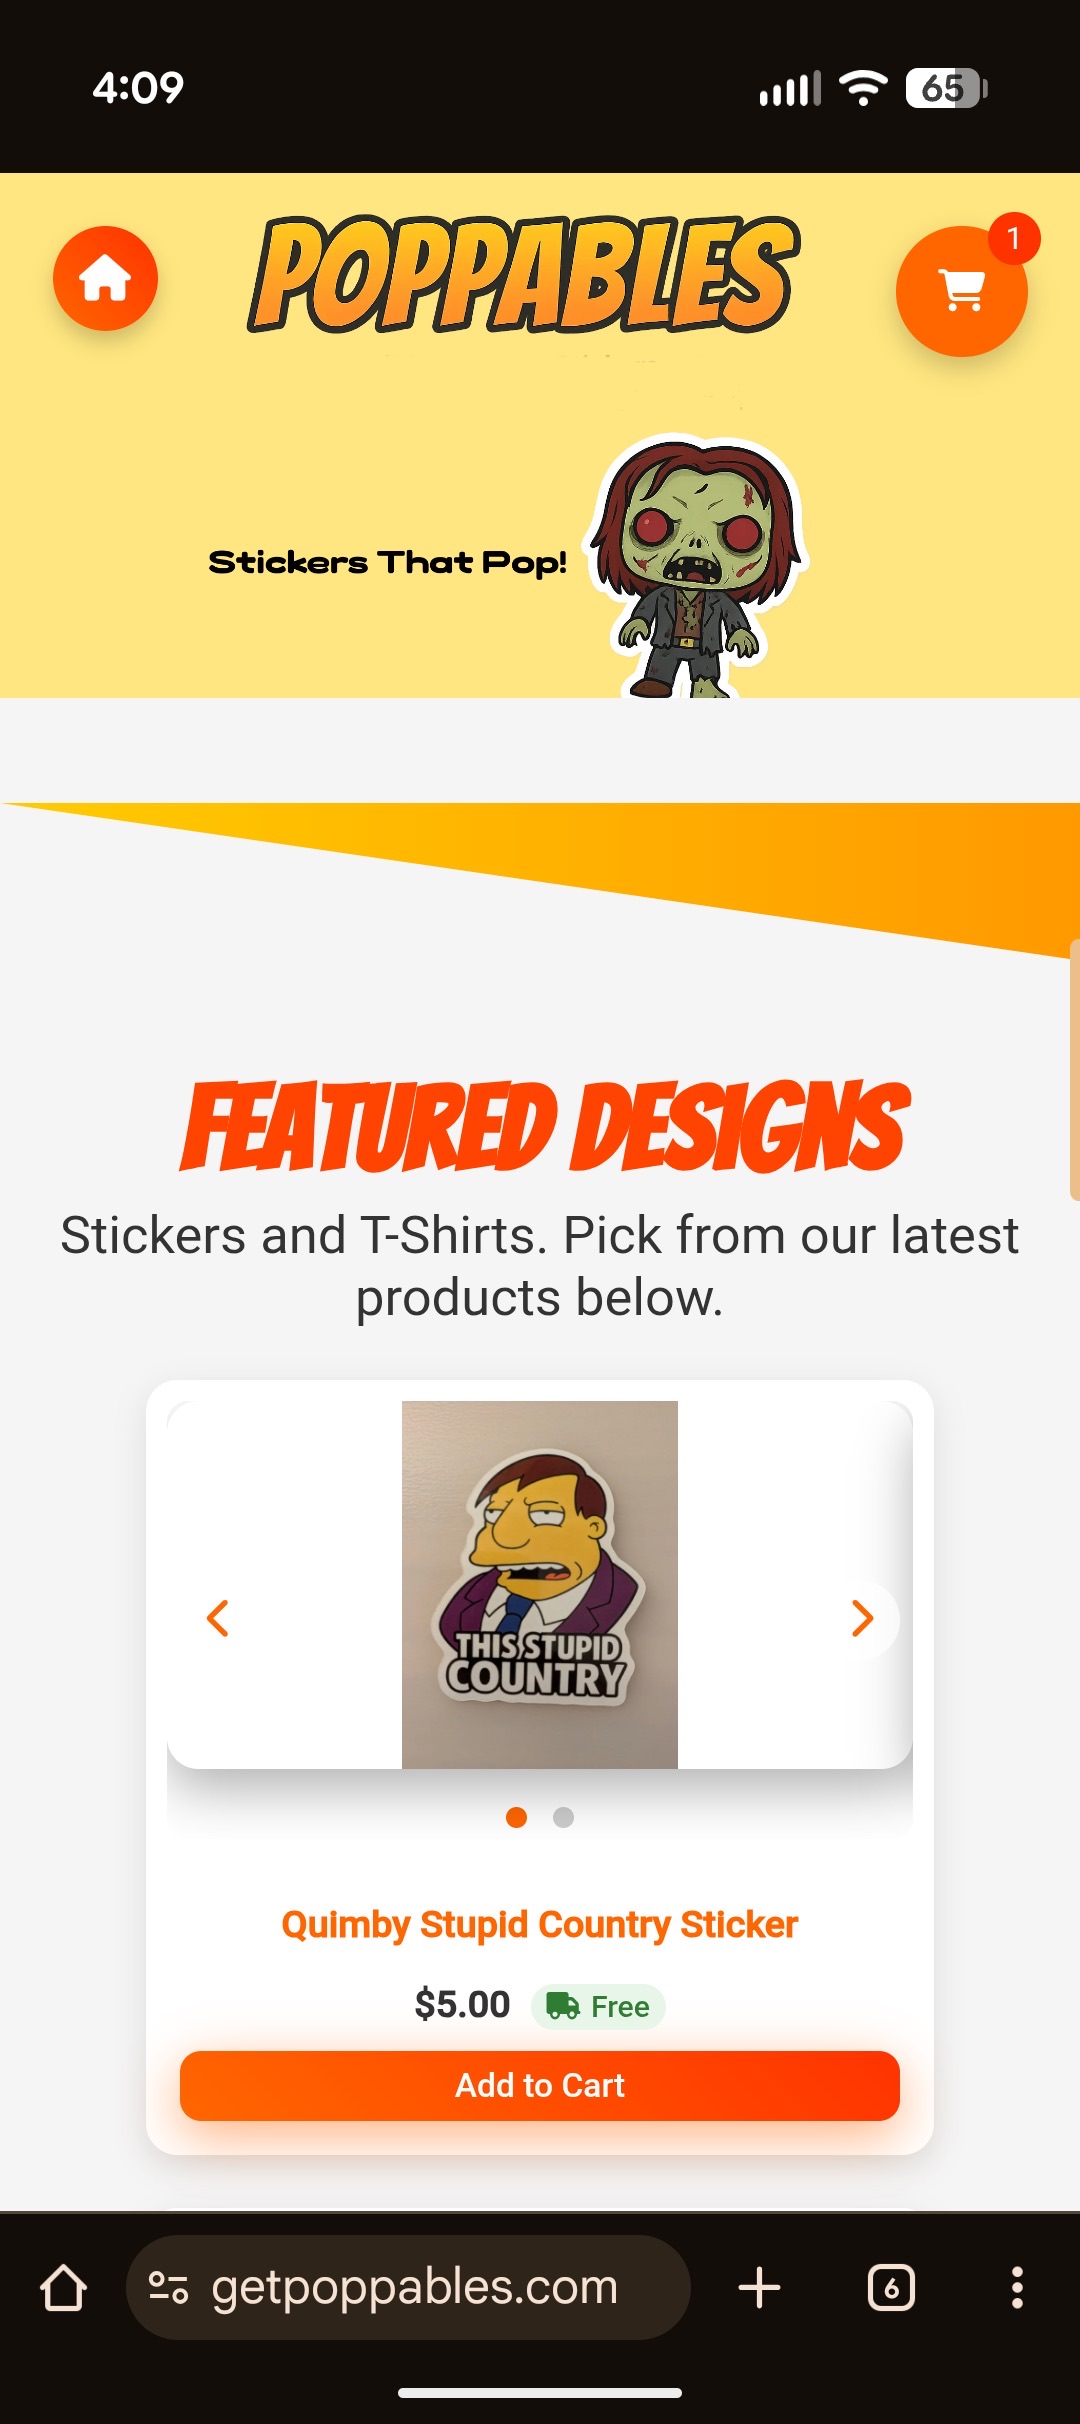 4:09
65
POPPABLES
1
Stickers That Pop!
FEATURED DESIGNS
Stickers and T-Shirts. Pick from our latest
products below.
THIS STUPID
COUNTRY
Quimby Stupid Country Sticker
$5.00 Free
Add to Cart
getpoppables.com
6